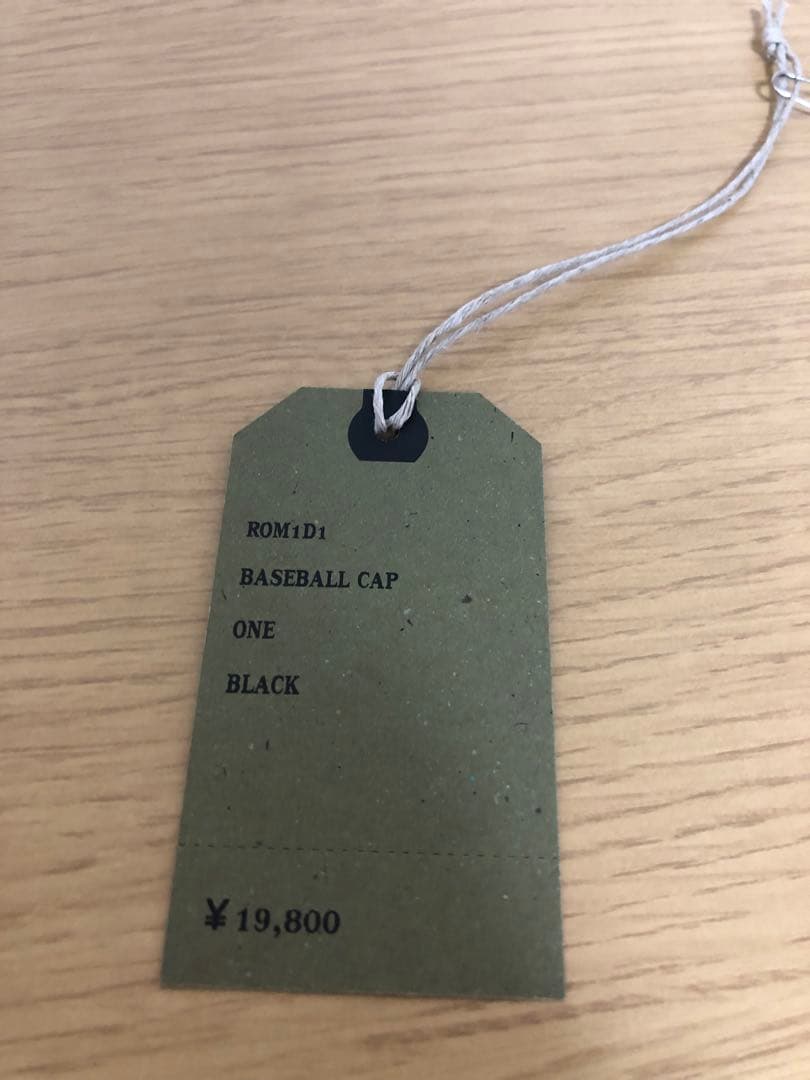 ROM1D1
BASEBALL CAP
ONE
BLACK
¥19,800